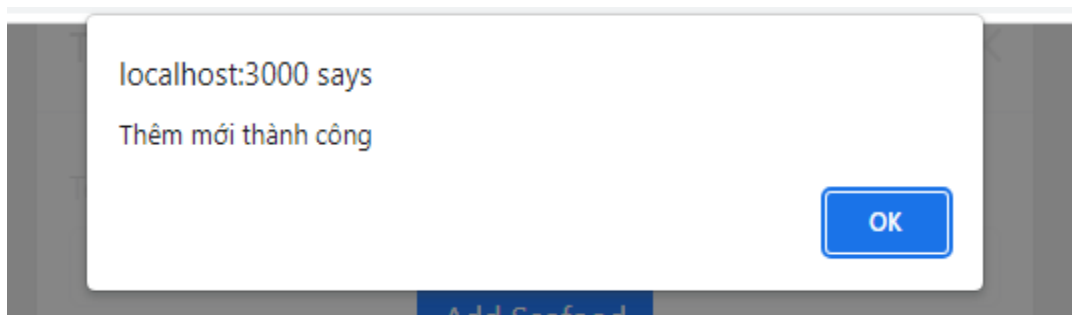 localhost:3000 says
Thêm mới thành công
OK
Add Seafood